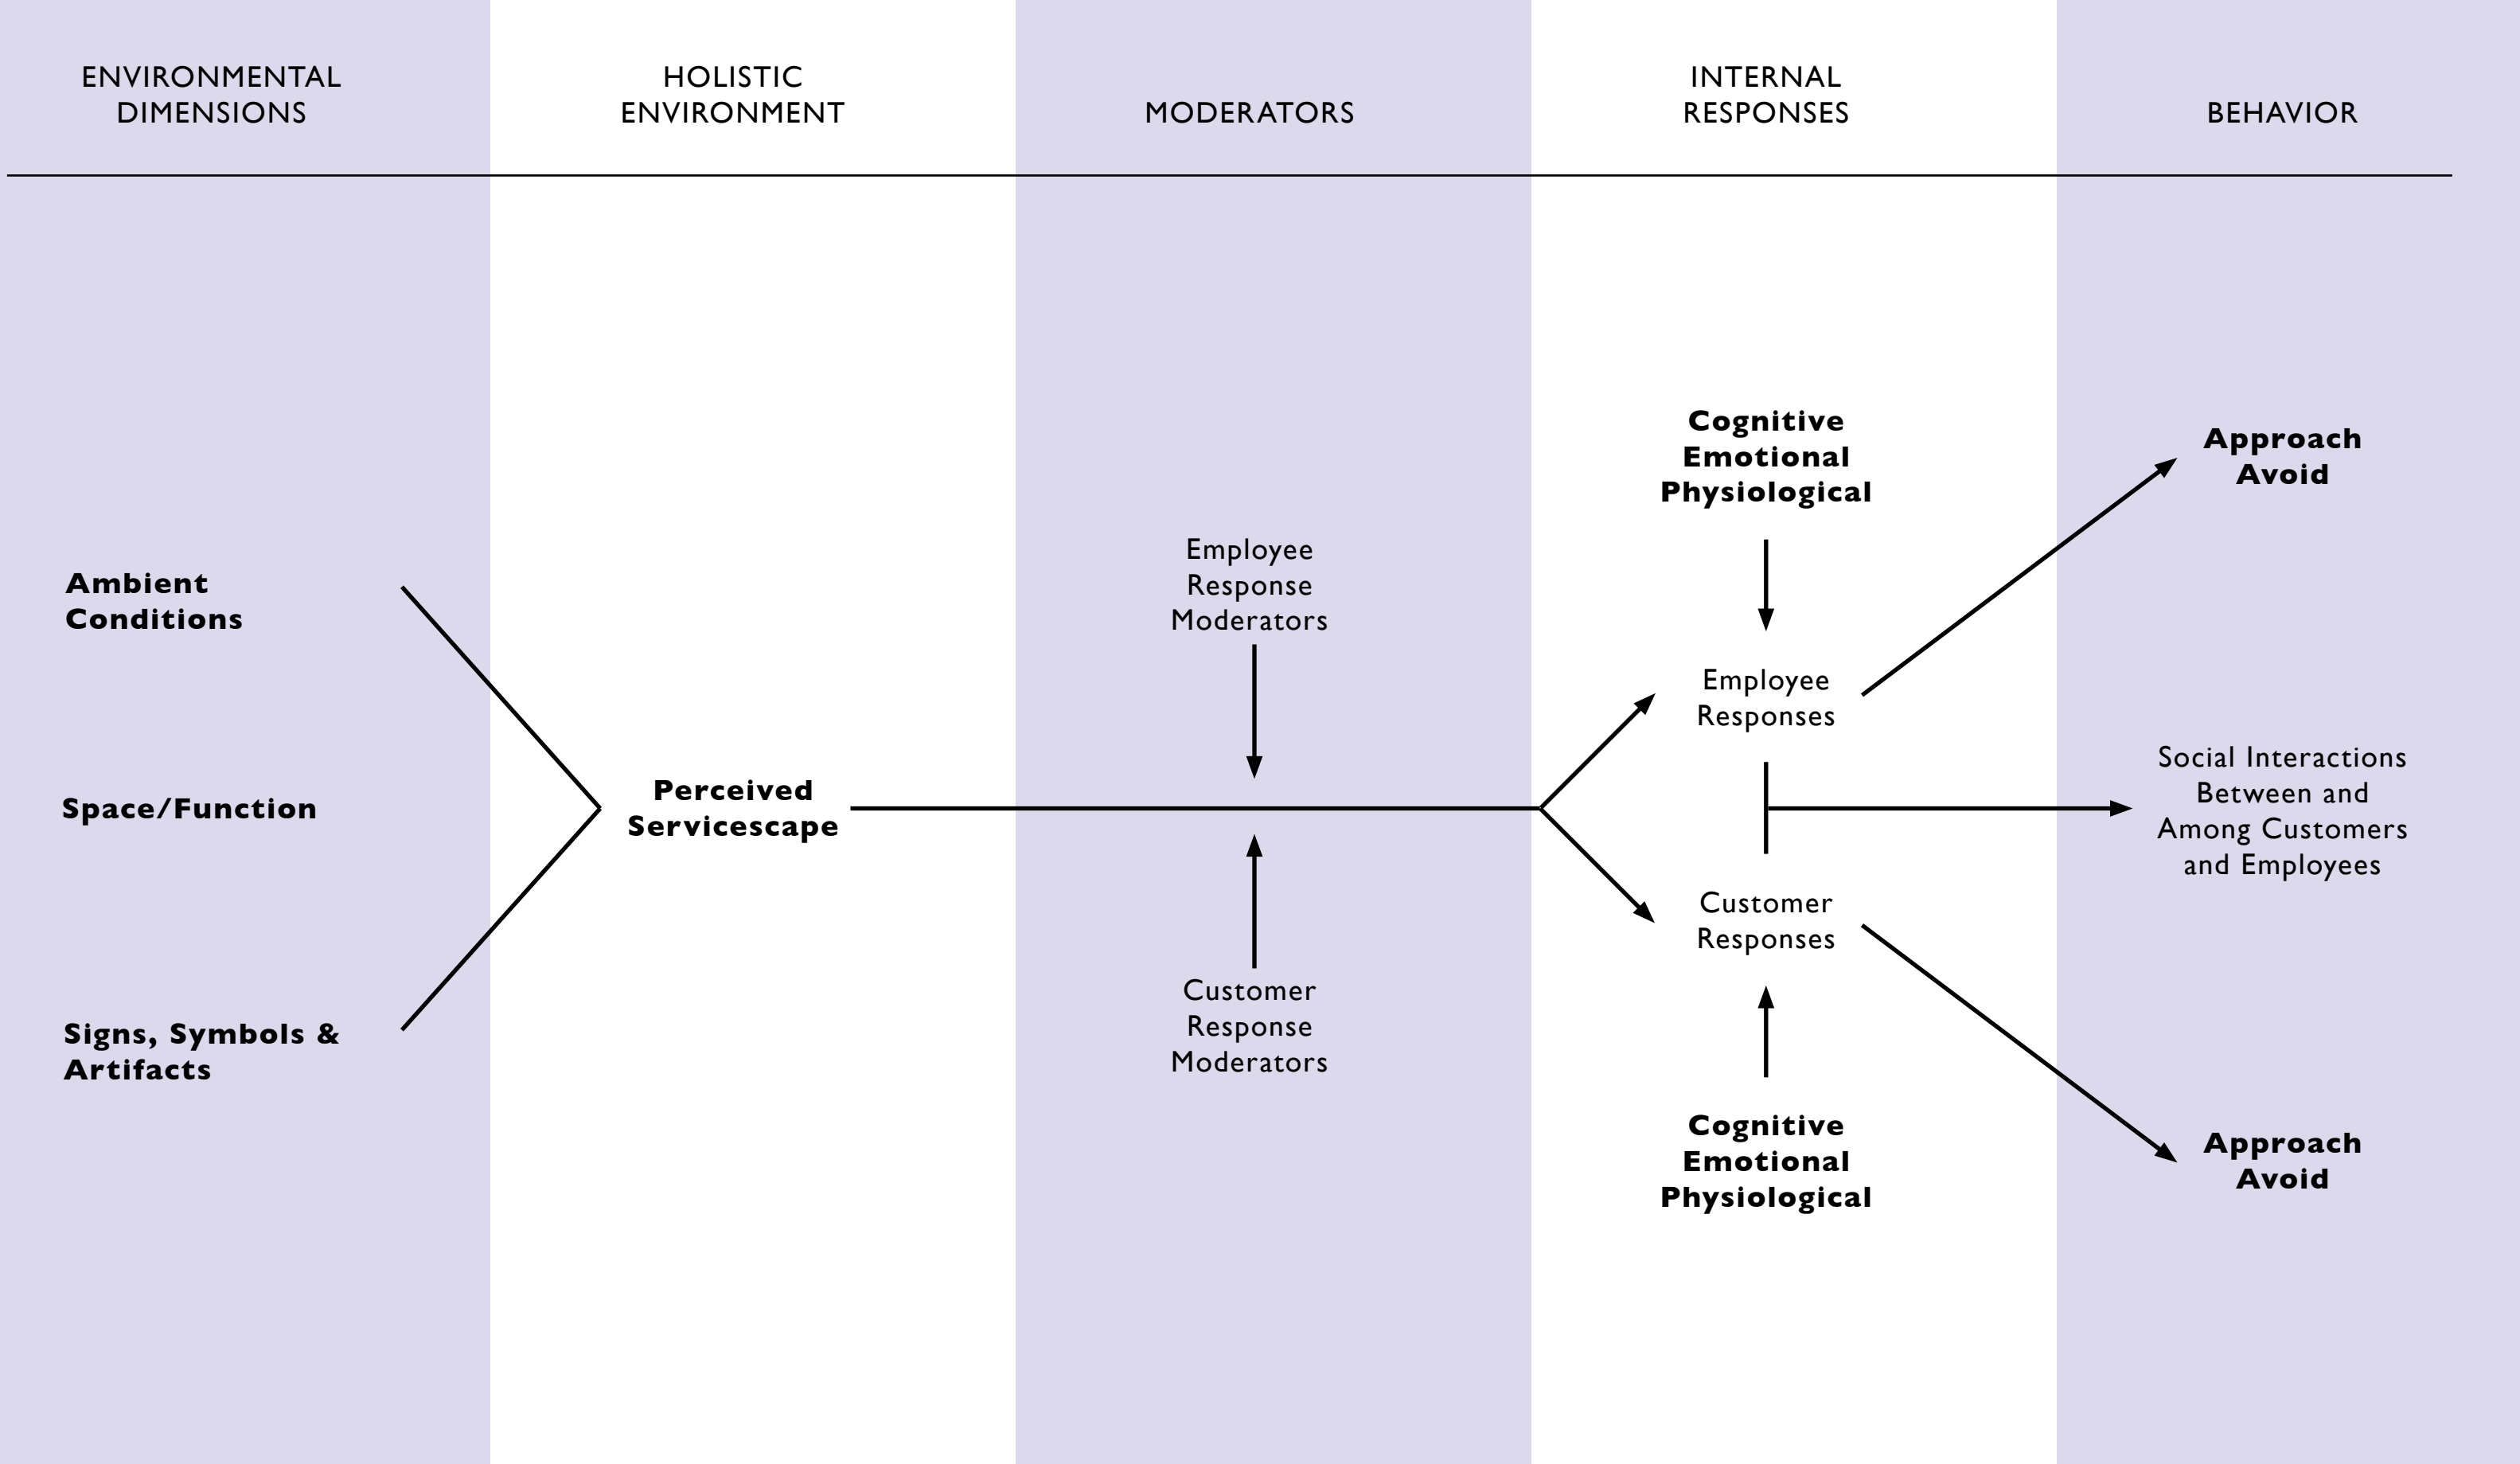 ENVIRONMENTAL
DIMENSIONS
HOLISTIC
ENVIRONMENT
MODERATORS
INTERNAL
RESPONSES
BEHAVIOR
Ambient
Conditions
Space/Function
Signs, Symbols &
Artifacts
Perceived
Servicescape
Employee
Response
Moderators
Customer
Response
Moderators
Cognitive
Emotional
Physiological
Employee
Responses
Customer
Responses
Cognitive
Emotional
Physiological
Approach
Avoid
Social Interactions
Between and
Among Customers
and Employees
Approach
Avoid